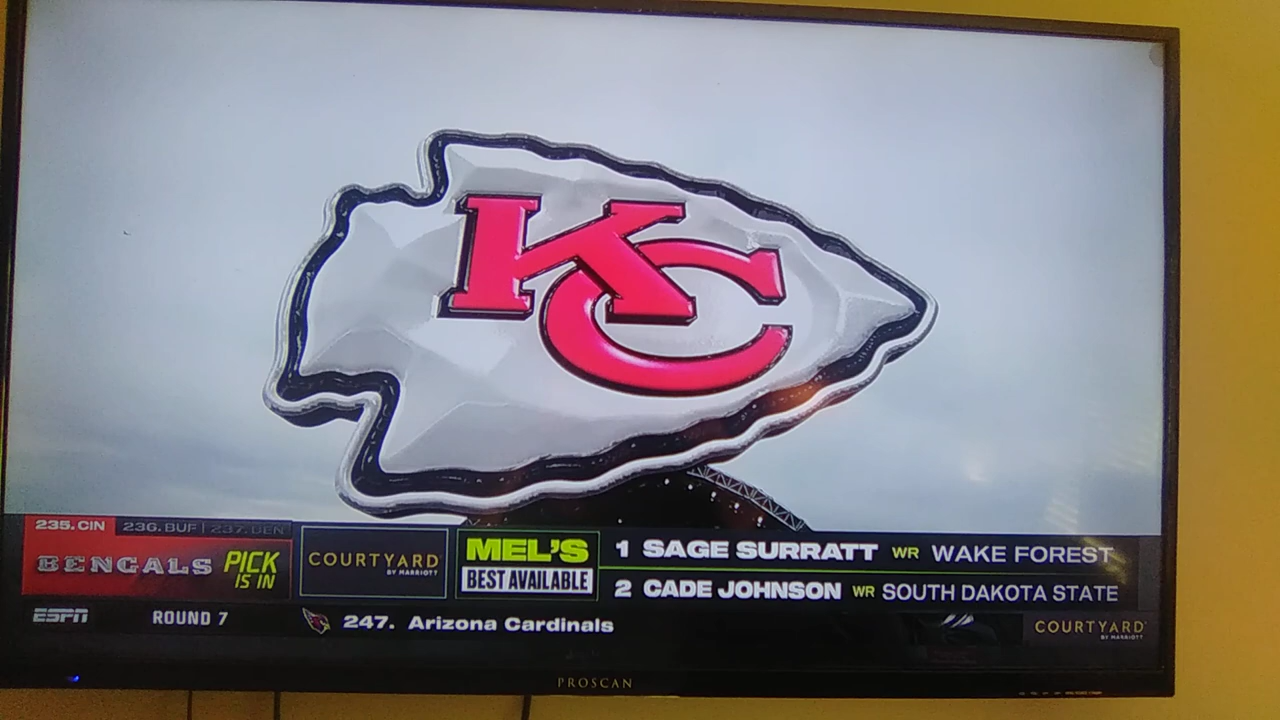 KC
235. CIN 236. BUF | 237. DEN
BENGALS PICK IS IN
COURTYARD
BY MARRIOTT
MEL'S
BEST AVAILABLE
1 SAGE SURRATT WR WAKE FOREST
2 CADE JOHNSON WR SOUTH DAKOTA STATE
ESPN ROUND 7 247. Arizona Cardinals COURTYARD
BY MARRIOTT
PROSCAN